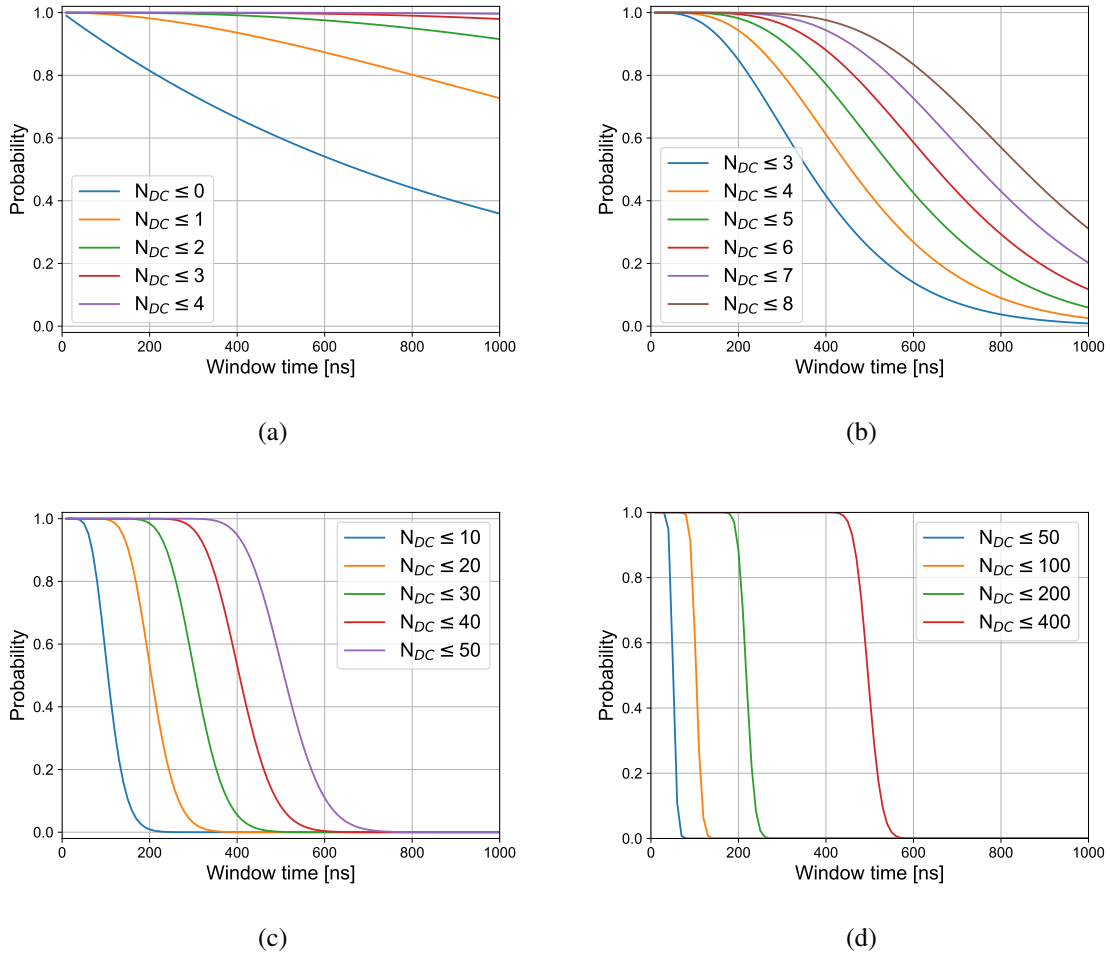 1.0
0.8
0.6
0.4
0.2
0.0
Probability
N_DC ≤ 0
N_DC ≤ 1
N_DC ≤ 2
N_DC ≤ 3
N_DC ≤ 4
0 200 400 600 800 1000
Window time [ns]
(a)
1.0
0.8
0.6
0.4
0.2
0.0
Probability
N_DC ≤ 3
N_DC ≤ 4
N_DC ≤ 5
N_DC ≤ 6
N_DC ≤ 7
N_DC ≤ 8
0 200 400 600 800 1000
Window time [ns]
(b)
1.0
0.8
0.6
0.4
0.2
0.0
Probability
N_DC ≤ 10
N_DC ≤ 20
N_DC ≤ 30
N_DC ≤ 40
N_DC ≤ 50
0 200 400 600 800 1000
Window time [ns]
(c)
1.0
0.8
0.6
0.4
0.2
0.0
Probability
N_DC ≤ 50
N_DC ≤ 100
N_DC ≤ 200
N_DC ≤ 400
0 200 400 600 800 1000
Window time [ns]
(d)